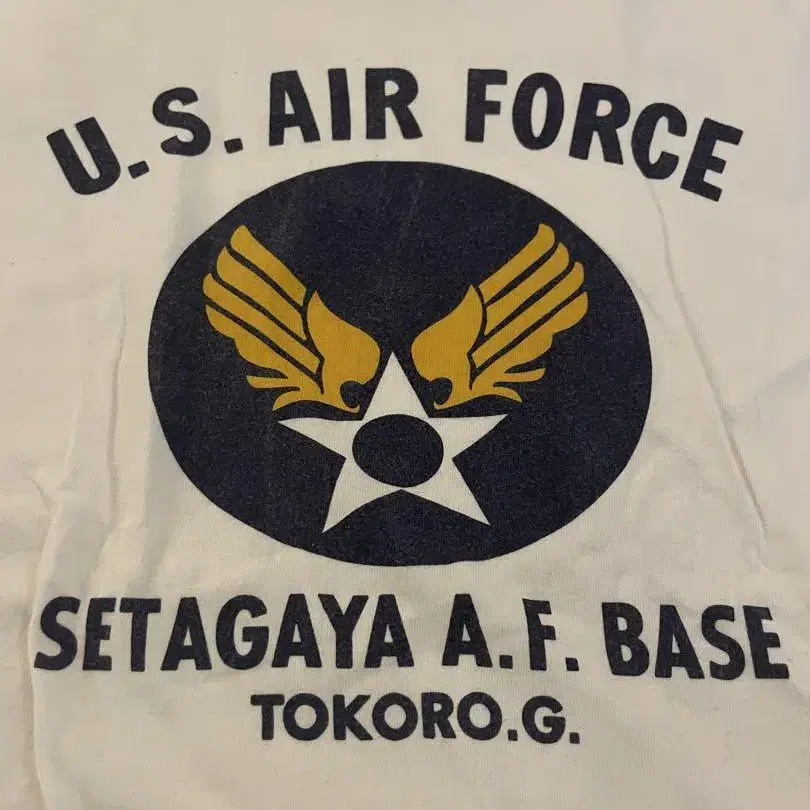 U.S. AIR FORCE
SETAGAYA A.F. BASE
TOKORO.G.